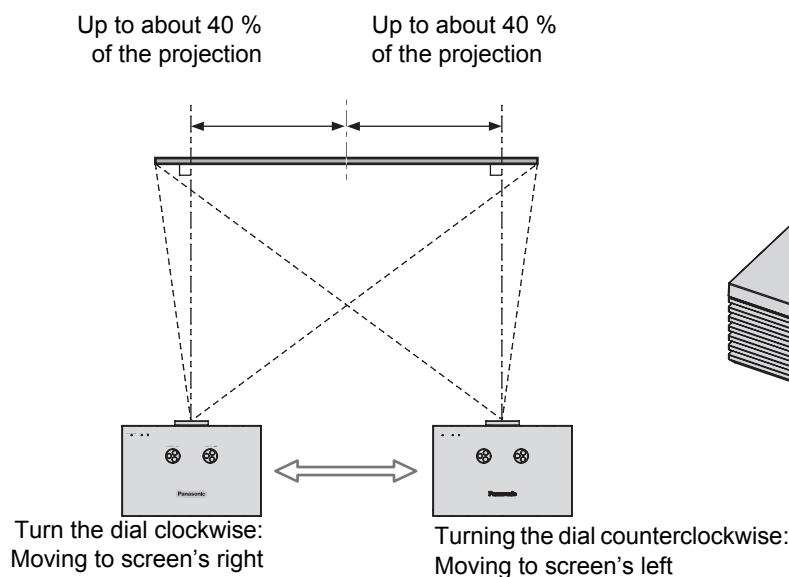 Up to about 40 %
of the projection
Up to about 40 %
of the projection
Panasonic
Panasonic
Turn the dial clockwise:
Moving to screen's right
Turning the dial counterclockwise:
Moving to screen's left